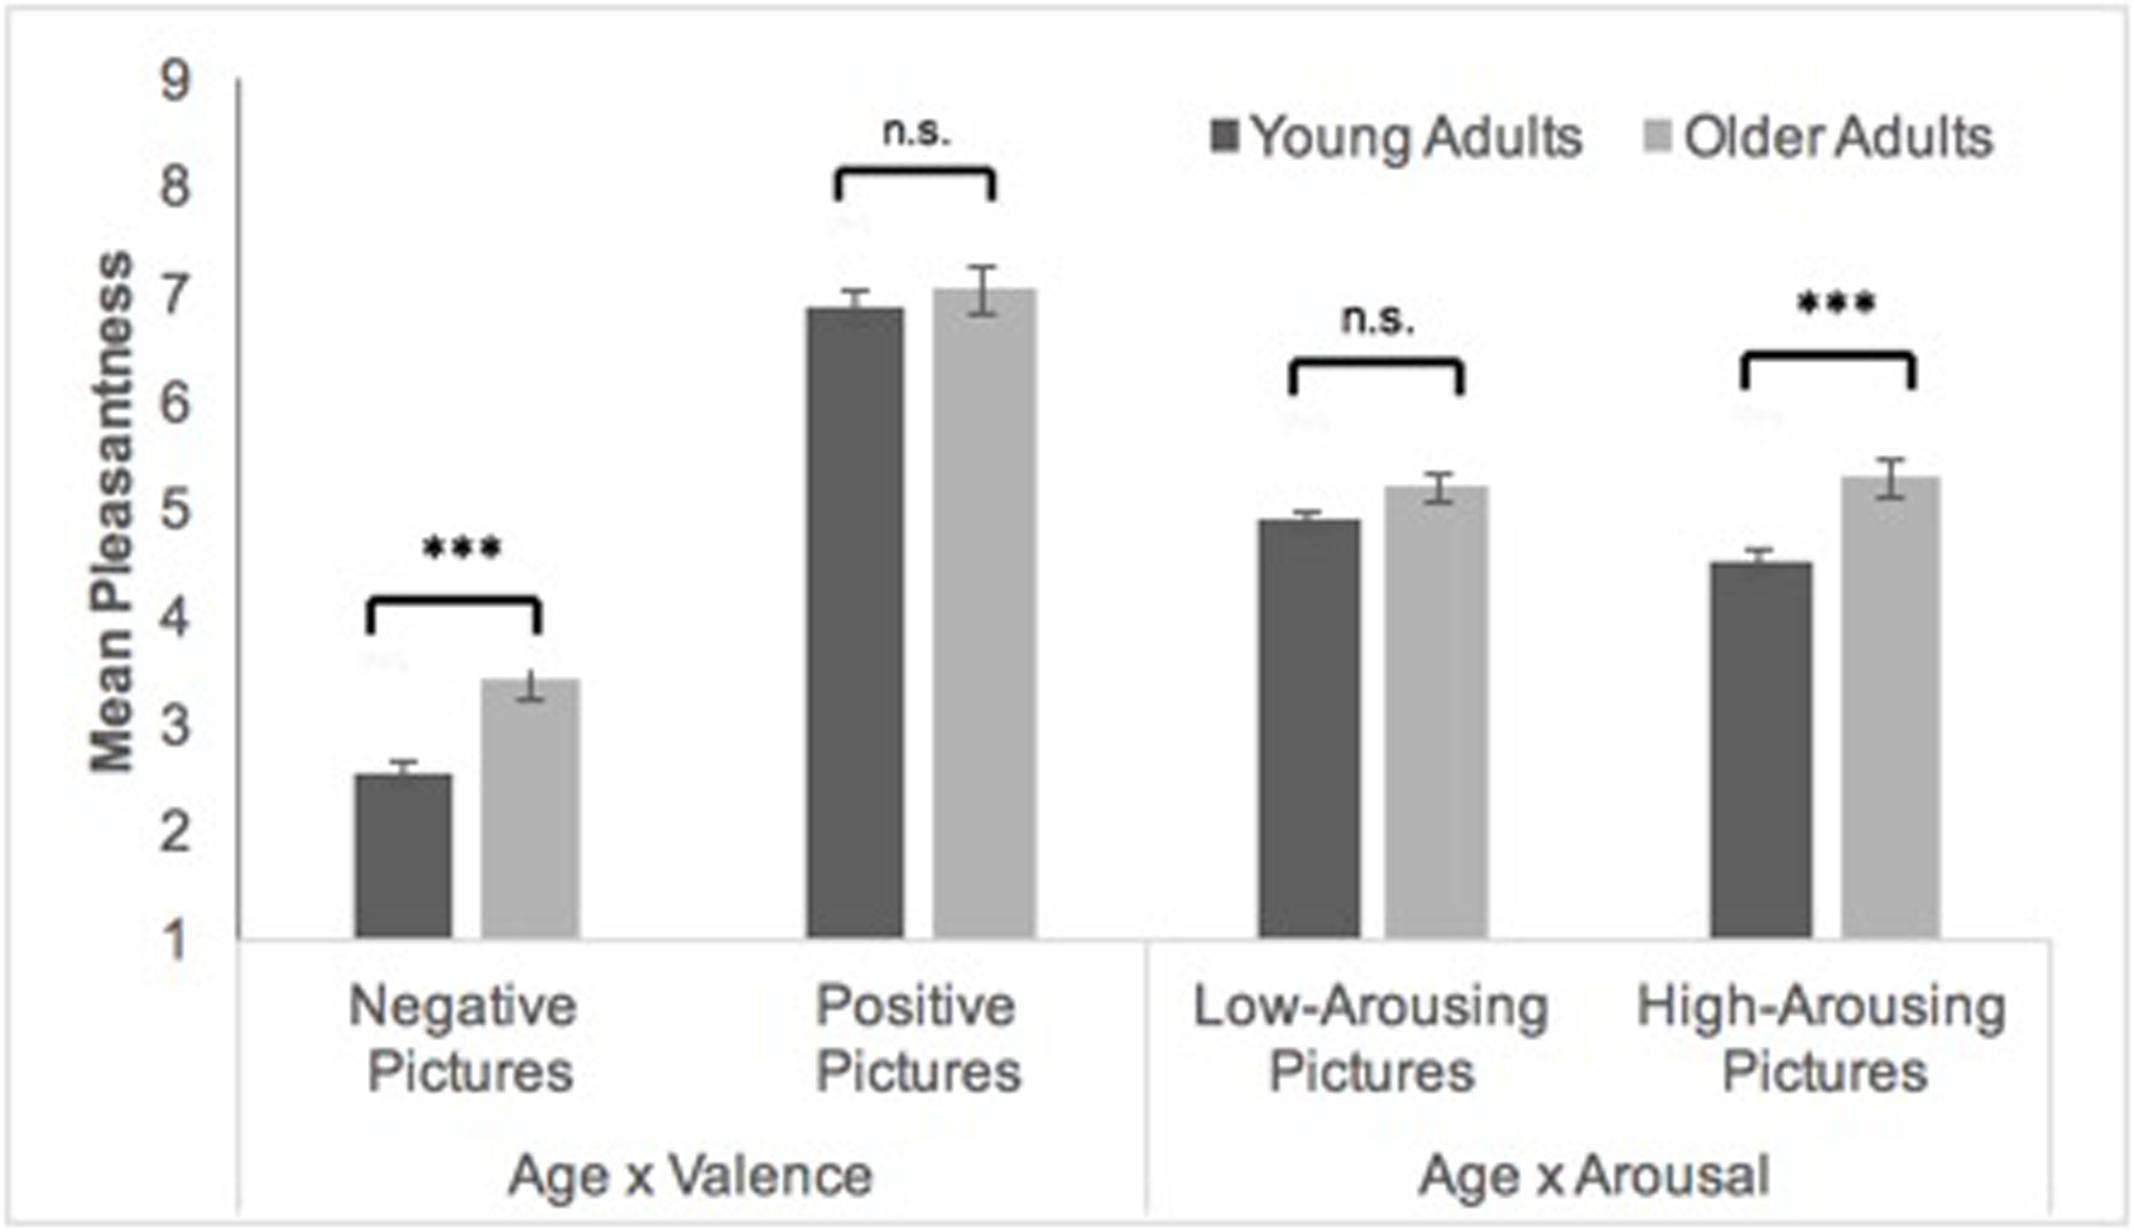 9
8
7
6
5
4
3
2
1
Mean Pleasantness
Young Adults
Older Adults
***
n.s.
n.s.
***
Negative
Pictures
Positive
Pictures
Low-Arousing
Pictures
High-Arousing
Pictures
Age x Valence
Age x Arousal